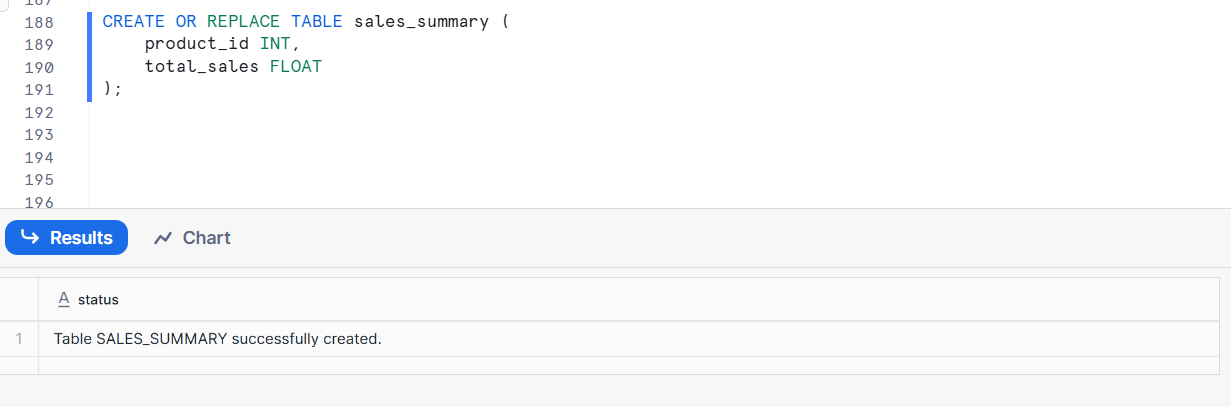 188 CREATE OR REPLACE TABLE sales_summary (
189 product_id INT,
190 total_sales FLOAT
191 );
192
193
194
195
196
Results Chart
A status
1 Table SALES_SUMMARY successfully created.